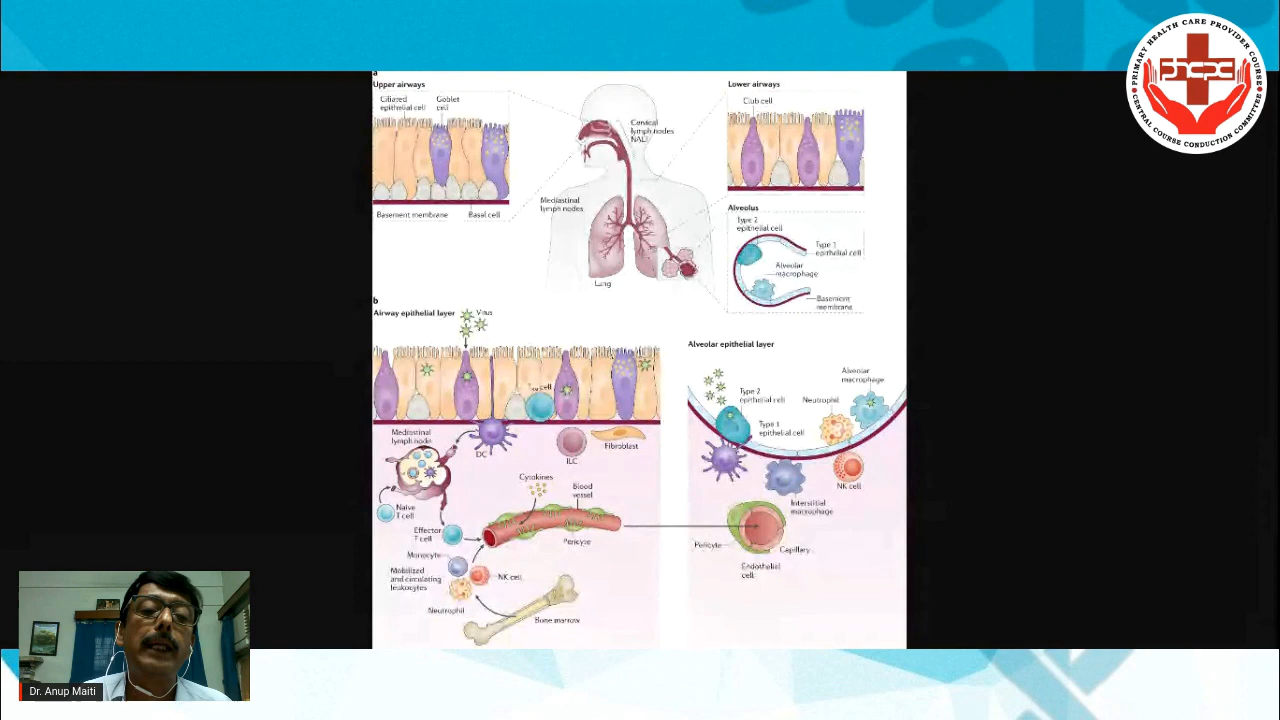 PRIMARY HEALTH CARE PROVIDER COURSE
PHCPC
CENTRAL COURSE CONDUCTION COMMITTEE
a
Upper airways
Ciliated
epithelial cell
Goblet
cell
Basement membrane
Basal cell
Cervical
lymph nodes
NALT
Mediastinal
lymph nodes
Lung
Lower airways
Club cell
Alveolus
Type 2
epithelial cell
Type 1
epithelial cell
Alveolar
macrophage
Basement
membrane
b
Airway epithelial layer
Virus
cell
Mediastinal
lymph node
DC
ILC
Fibroblast
Cytokines
Blood
vessel
Naive
T cell
Effector
T cell
Pericyte
Monocyte
Mobilized
and circulating
leukocytes
NK cell
Neutrophil
Bone marrow
Alveolar epithelial layer
Alveolar
macrophage
Type 2
epithelial cell
Neutrophil
Type 1
epithelial cell
NK cell
Interstitial
macrophage
Pericyte
Capillary
Endothelial
cell
Dr. Anup Maiti